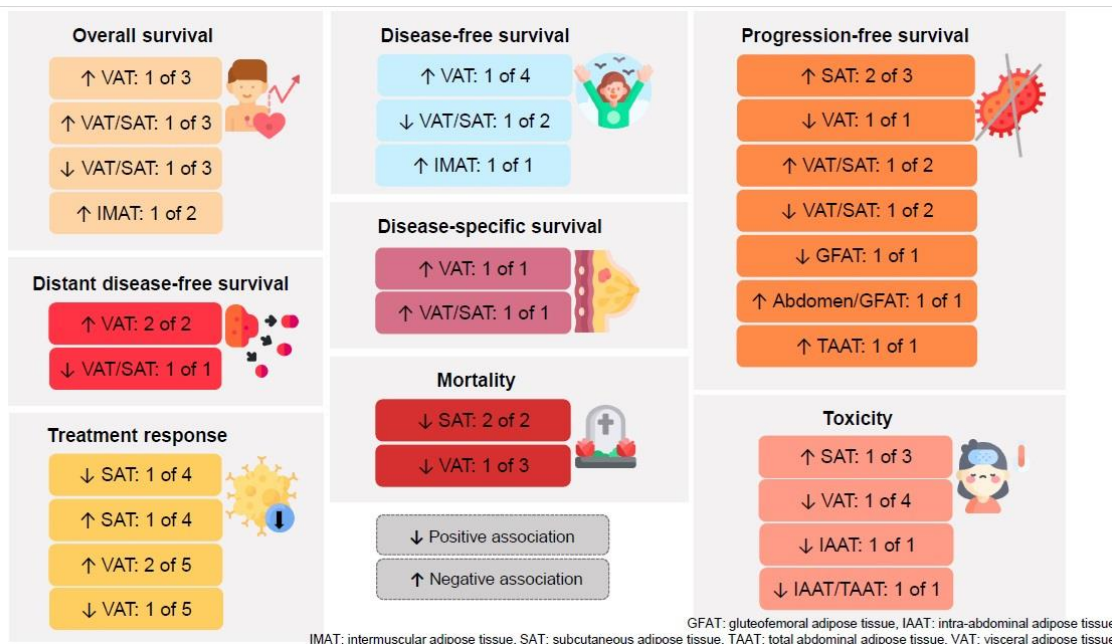 Overall survival
↑ VAT: 1 of 3
↑ VAT/SAT: 1 of 3
↓ VAT/SAT: 1 of 3
↑ IMAT: 1 of 2
Distant disease-free survival
↑ VAT: 2 of 2
↓ VAT/SAT: 1 of 1
Treatment response
↓ SAT: 1 of 4
↑ SAT: 1 of 4
↑ VAT: 2 of 5
↓ VAT: 1 of 5
Disease-free survival
↑ VAT: 1 of 4
↓ VAT/SAT: 1 of 2
↑ IMAT: 1 of 1
Disease-specific survival
↑ VAT: 1 of 1
↑ VAT/SAT: 1 of 1
Mortality
↓ SAT: 2 of 2
↓ VAT: 1 of 3
↓ Positive association
↑ Negative association
Progression-free survival
↑ SAT: 2 of 3
↓ VAT: 1 of 1
↑ VAT/SAT: 1 of 2
↓ VAT/SAT: 1 of 2
↓ GFAT: 1 of 1
↑ Abdomen/GFAT: 1 of 1
↑ TAAT: 1 of 1
Toxicity
↑ SAT: 1 of 3
↓ VAT: 1 of 4
↓ IAAT: 1 of 1
↓ IAAT/TAAT: 1 of 1
GFAT: gluteofemoral adipose tissue, IAAT: intra-abdominal adipose tissue
IMAT: intermuscular adipose tissue, SAT: subcutaneous adipose tissue, TAAT: total abdominal adipose tissue, VAT: visceral adipose tissue